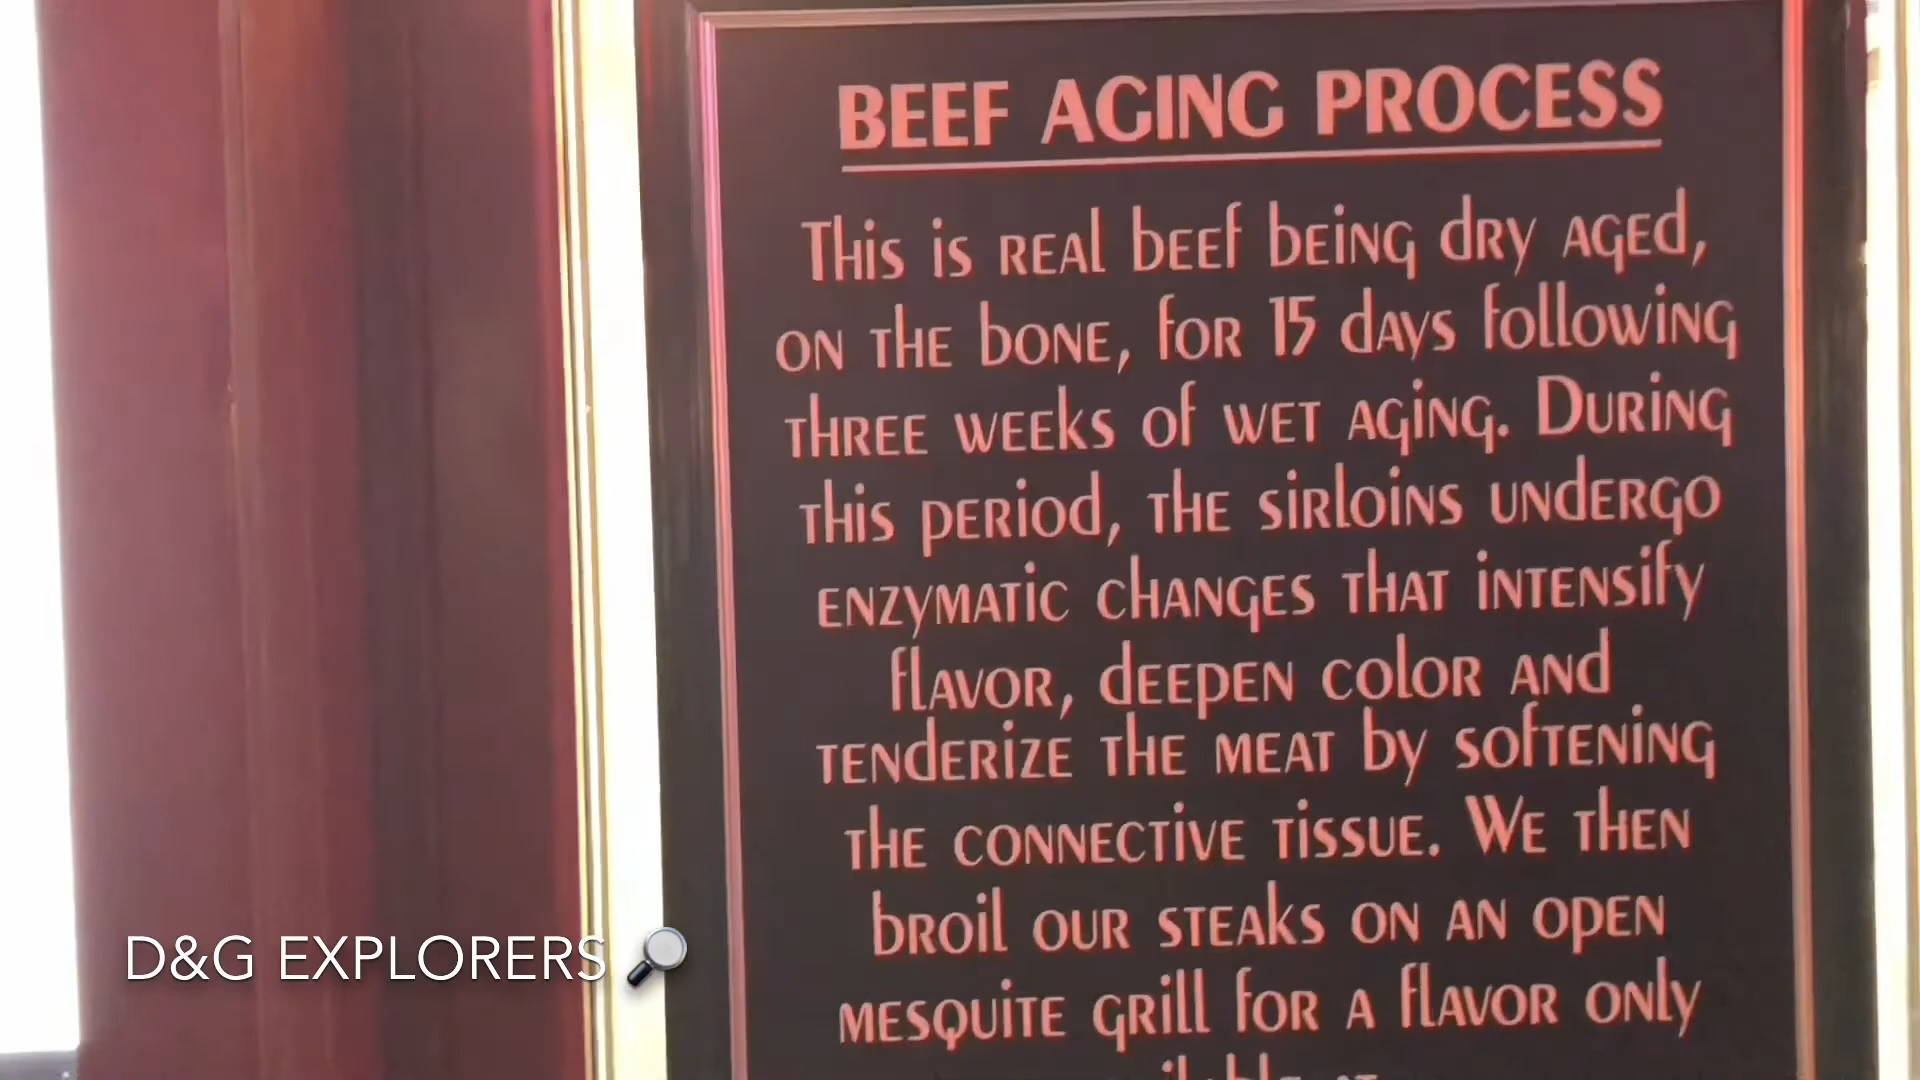 BEEF AGING PROCESS
This is REAl bEEf bEiNG dRy AGEd,
ON THE bONE, fOR 15 dAys following
THREE WEEks of WET AGiNG. DURiNG
This pERiod, THE siRloiNs UNdERGO
ENZyMATiC CHANGES THAT iNTENsify
flAVOR, dEEpEN coloR AND
TENdERiZE THE MEAT by sofTENiNG
THE CONNECTiVE TissUE. WE THEN
bROil OUR STEAks ON AN OpEN
MESQUiTE GRill fOR A flAVOR ONly
D&G EXPLORERS